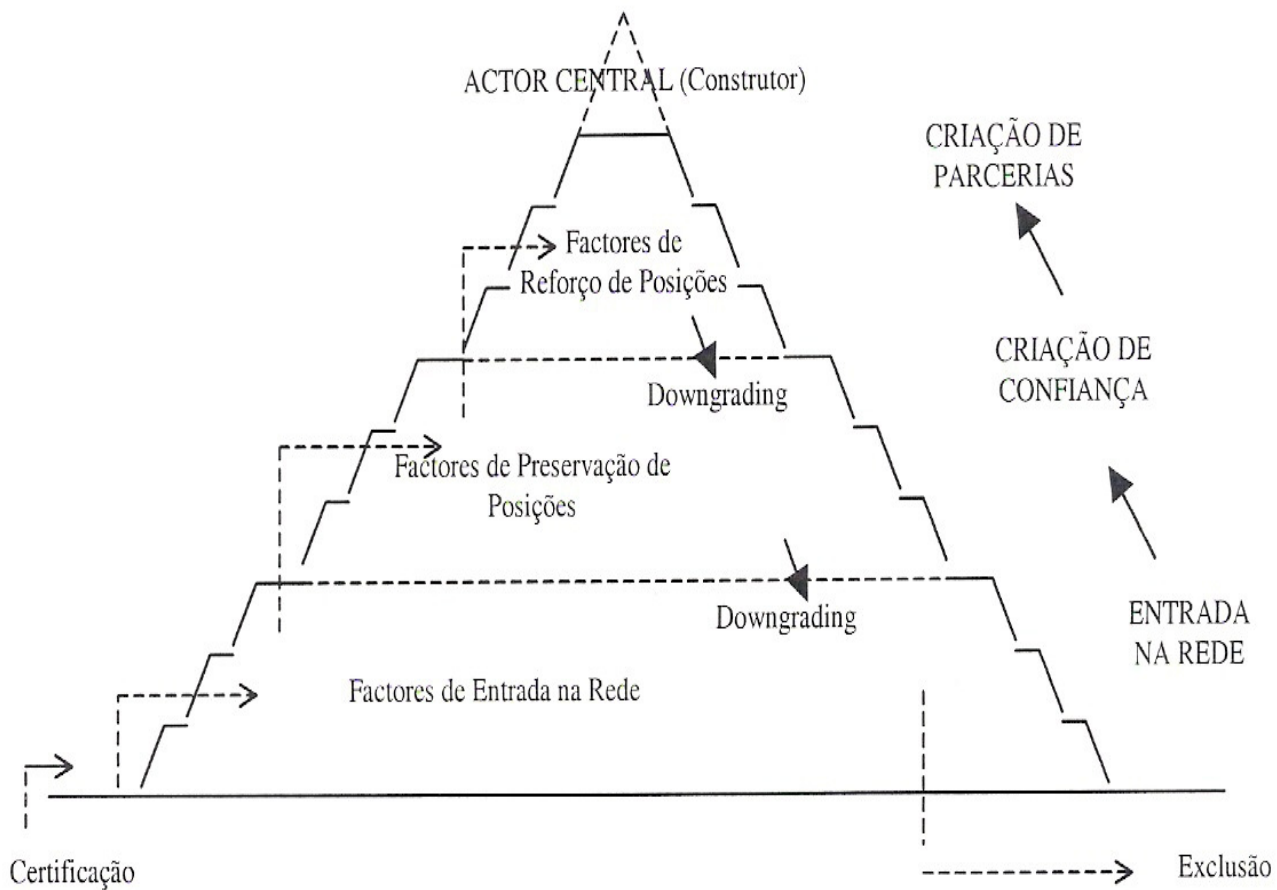 ACTOR CENTRAL (Construtor)
CRIAÇÃO DE
PARCERIAS
Factores de
Reforço de Posições
CRIAÇÃO DE
CONFIANÇA
Downgrading
Factores de Preservação de
Posições
Downgrading
ENTRADA
NA REDE
Factores de Entrada na Rede
Certificação
Exclusão